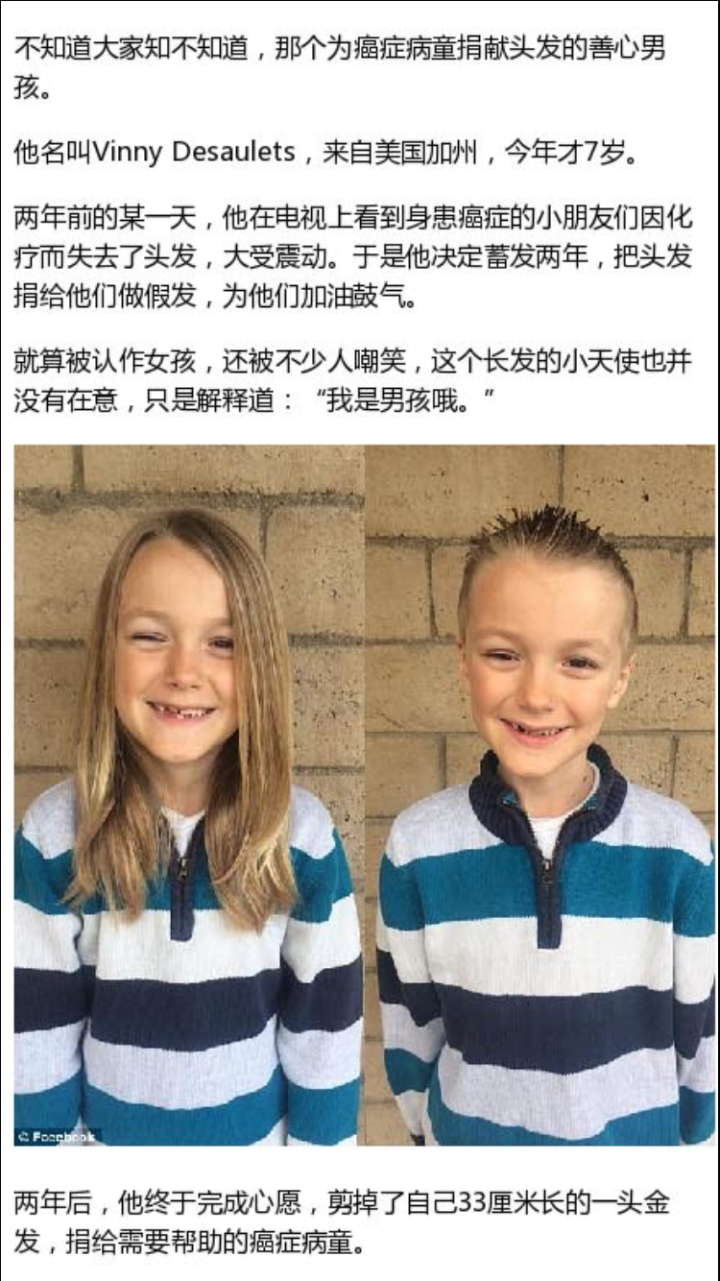 不知道大家知不知道，那个为癌症病童捐献头发的善心男
孩。
他名叫Vinny Desaulets，来自美国加州，今年才7岁。
两年前的某一天，他在电视上看到身患癌症的小朋友们因化
疗而失去了头发，大受震动。于是他决定蓄发两年，把头发
捐给他们做假发，为他们加油鼓气。
就算被认作女孩，还被不少人嘲笑，这个长发的小天使也并
没有在意，只是解释道：“我是男孩哦。”
© Facebook
两年后，他终于完成心愿，剪掉了自己33厘米长的一头金
发，捐给需要帮助的癌症病童。